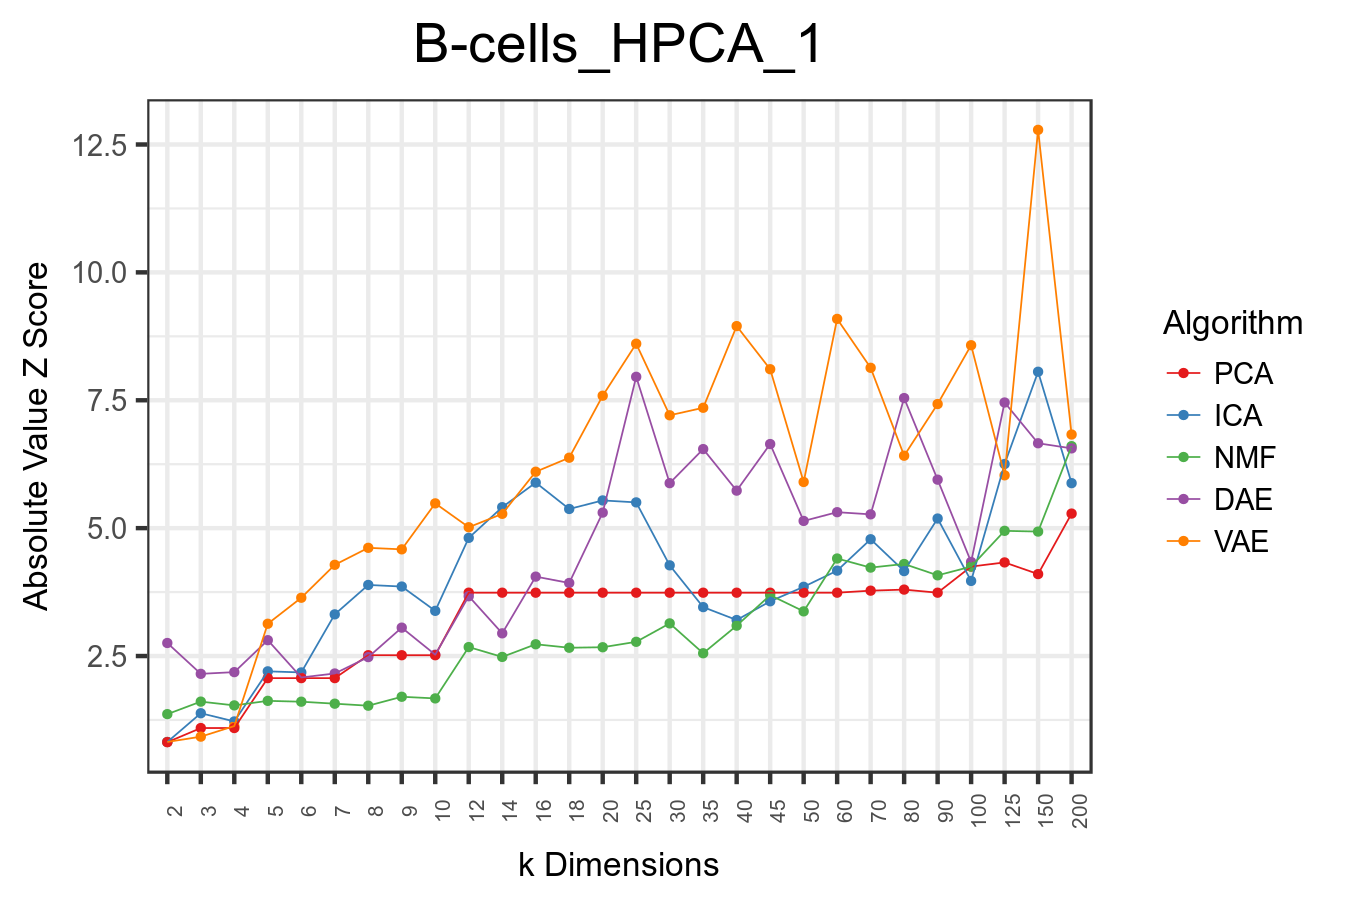 B-cells_HPCA_1
Absolute Value Z Score
12.5
10.0
7.5
5.0
2.5
2 3 4 5 6 7 8 9 10 12 14 16 18 20 25 30 35 40 45 50 60 70 80 90 100 125 150 200
k Dimensions
Algorithm
PCA
ICA
NMF
DAE
VAE